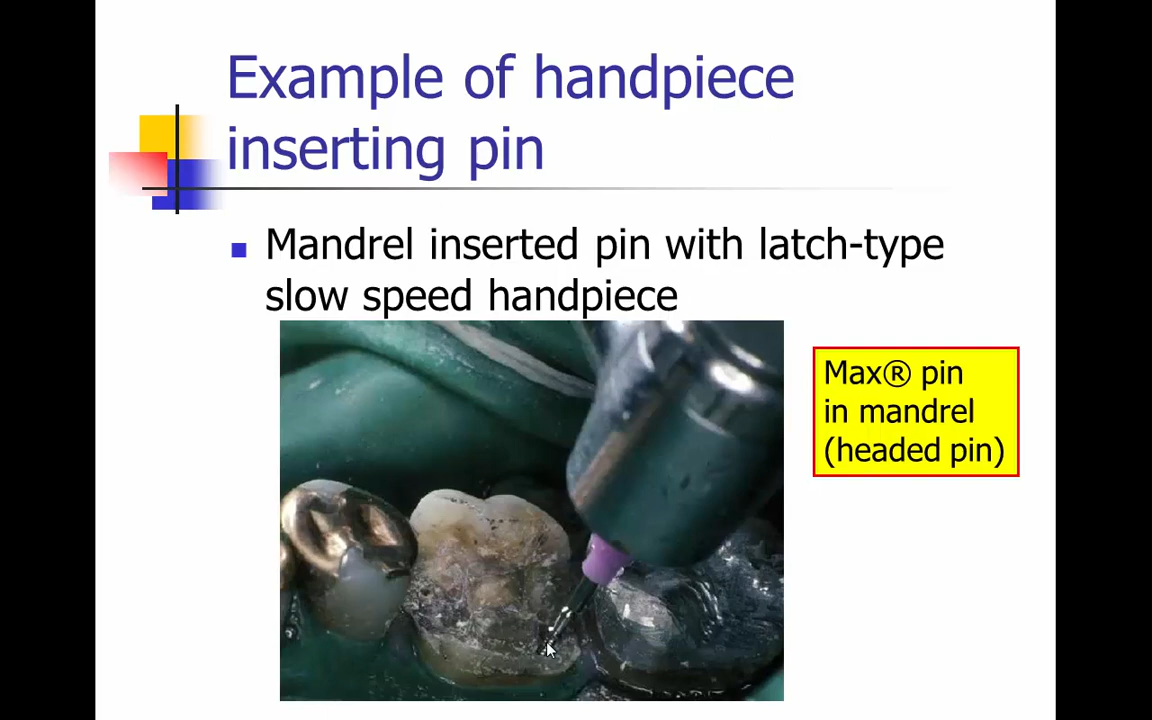 Example of handpiece
inserting pin
Mandrel inserted pin with latch-type
slow speed handpiece
Max® pin
in mandrel
(headed pin)